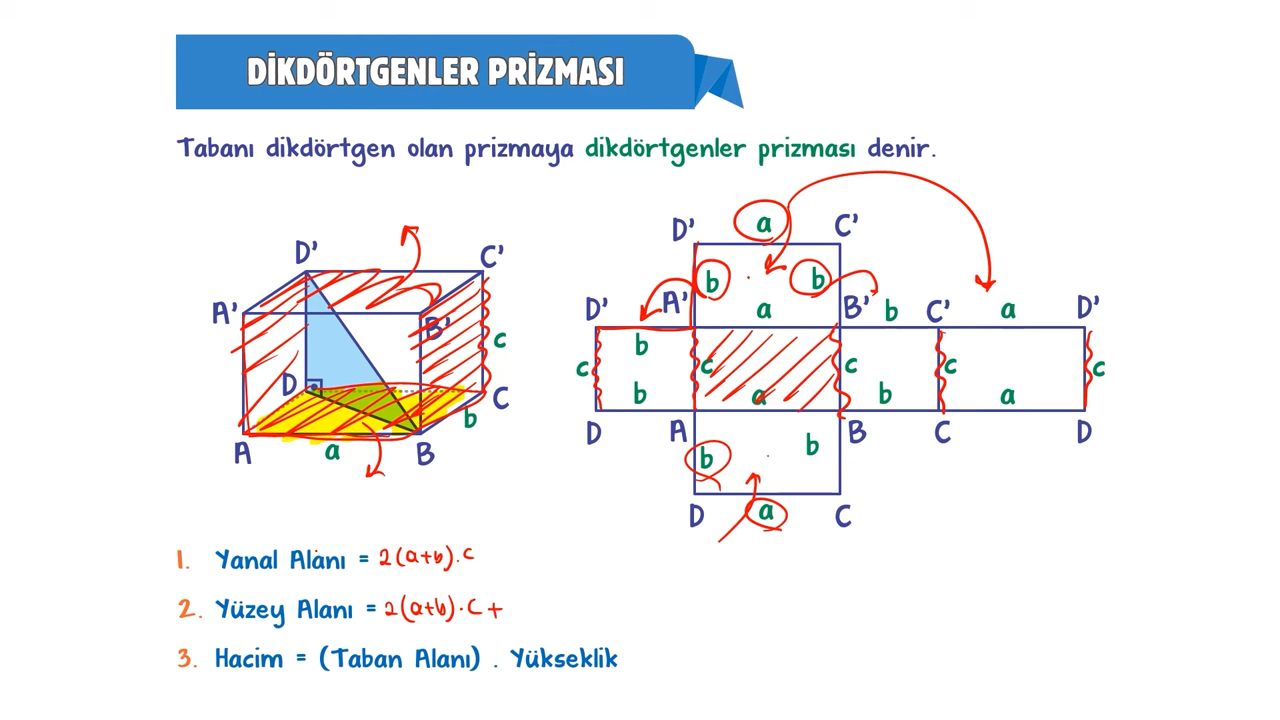 DİKDÖRTGENLER PRİZMASI
Tabanı dikdörtgen olan prizmaya dikdörtgenler prizması denir.
D' C'
A' B'
c
D C
b
A a B
D' a C'
b b
D' A' a B' b C' a D'
b
c c c c c
b a b a
D A B C D
b b
D a C
1. Yanal Alanı = 2(a+b).c
2. Yüzey Alanı = 2(a+b).c +
3. Hacim = (Taban Alanı) . Yükseklik